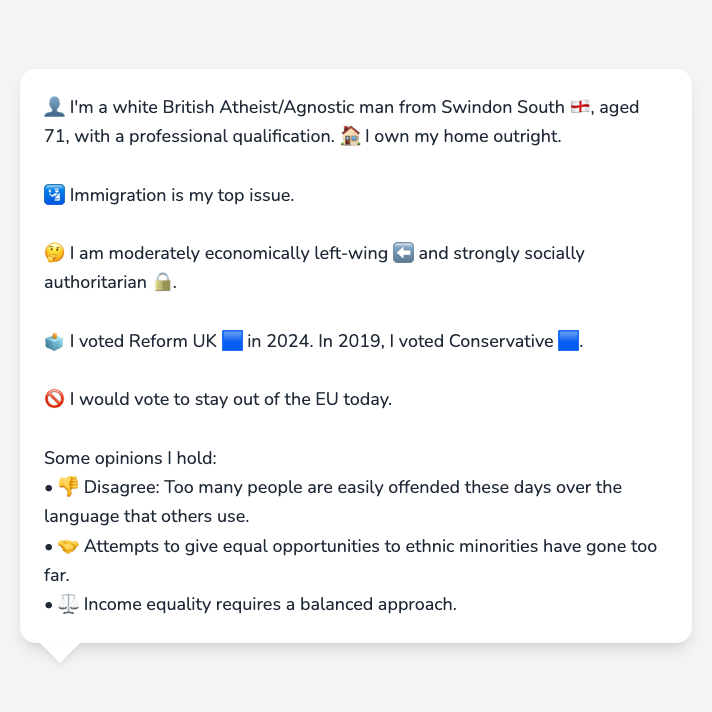 👤 I'm a white British Atheist/Agnostic man from Swindon South 🏴󠁧󠁢󠁥󠁮󠁧󠁿, aged
71, with a professional qualification. 🏠 I own my home outright.
🛂 Immigration is my top issue.
🤔 I am moderately economically left-wing ⬅️ and strongly socially
authoritarian 🔒.
🗳️ I voted Reform UK 🟦 in 2024. In 2019, I voted Conservative 🟦.
🚫 I would vote to stay out of the EU today.
Some opinions I hold:
• 👎 Disagree: Too many people are easily offended these days over the
language that others use.
• 🤝 Attempts to give equal opportunities to ethnic minorities have gone too
far.
• ⚖️ Income equality requires a balanced approach.